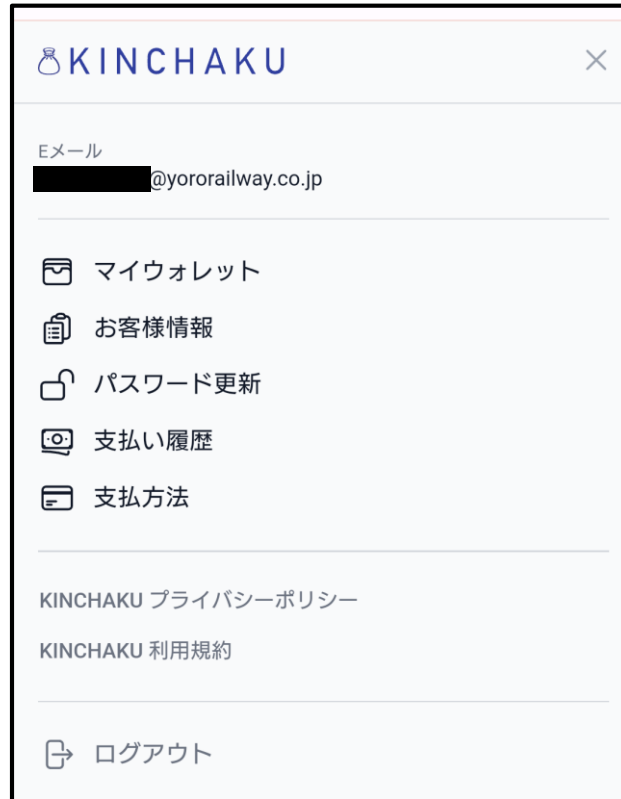 KINCHAKU
Eメール
@yororailway.co.jp
マイウォレット
お客様情報
パスワード更新
支払い履歴
支払方法
KINCHAKU プライバシーポリシー
KINCHAKU 利用規約
ログアウト